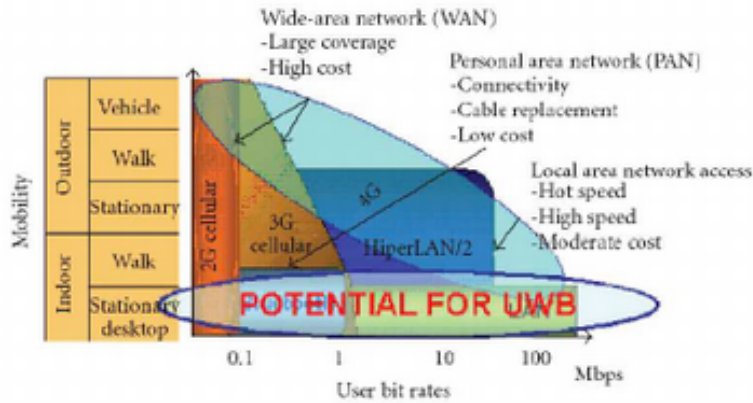 Wide-area network (WAN)
-Large coverage
-High cost
Personal area network (PAN)
-Connectivity
-Cable replacement
-Low cost
Local area network access
-Hot speed
-High speed
-Moderate cost
Mobility
Outdoor
Vehicle
Walk
Stationary
Indoor
Walk
Stationary
desktop
2G cellular
3G
cellular
4G
HiperLAN/2
POTENTIAL FOR UWB
0.1
1
10
100
Mbps
User bit rates